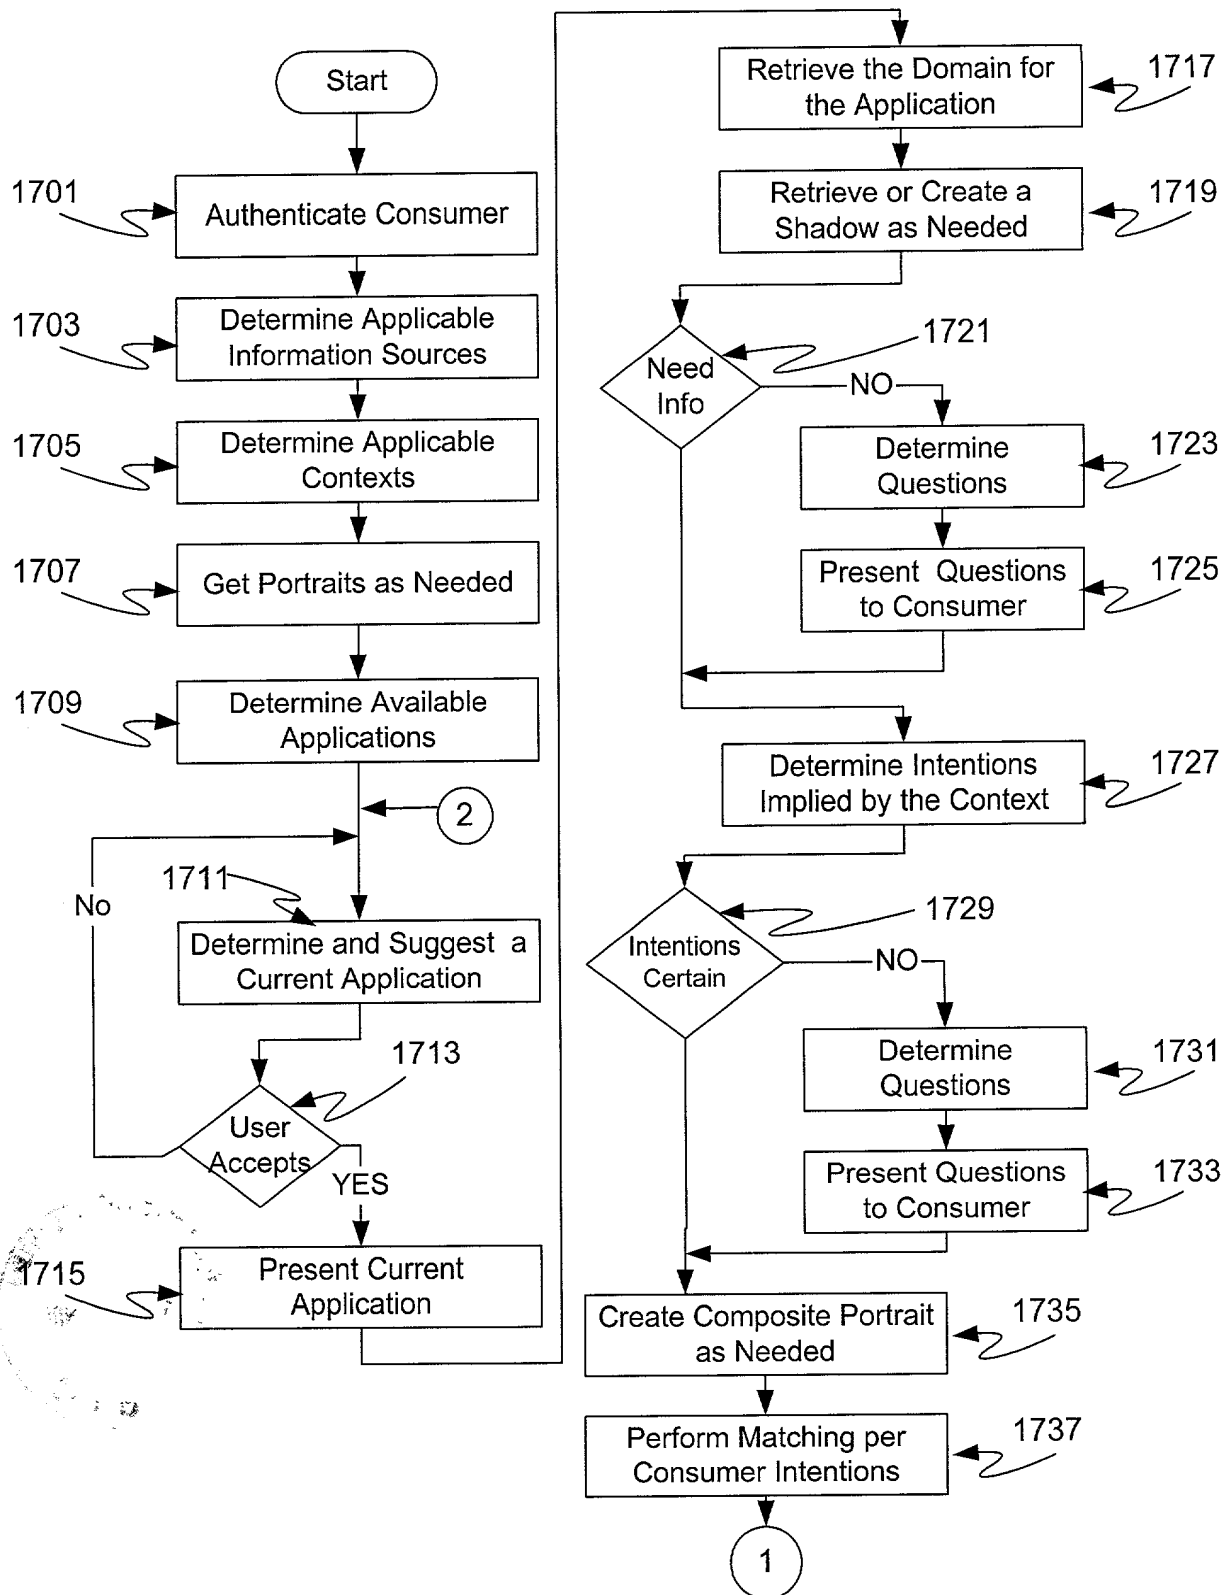 Start
1701
Authenticate Consumer
1703
Determine Applicable
Information Sources
1705
Determine Applicable
Contexts
1707
Get Portraits as Needed
1709
Determine Available
Applications
2
No
1711
Determine and Suggest a
Current Application
1713
User
Accepts
YES
1715
Present Current
Application
Retrieve the Domain for
the Application
1717
Retrieve or Create a
Shadow as Needed
1719
Need
Info
1721
NO
Determine
Questions
1723
Present Questions
to Consumer
1725
Determine Intentions
Implied by the Context
1727
Intentions
Certain
1729
NO
Determine
Questions
1731
Present Questions
to Consumer
1733
Create Composite Portrait
as Needed
1735
Perform Matching per
Consumer Intentions
1737
1